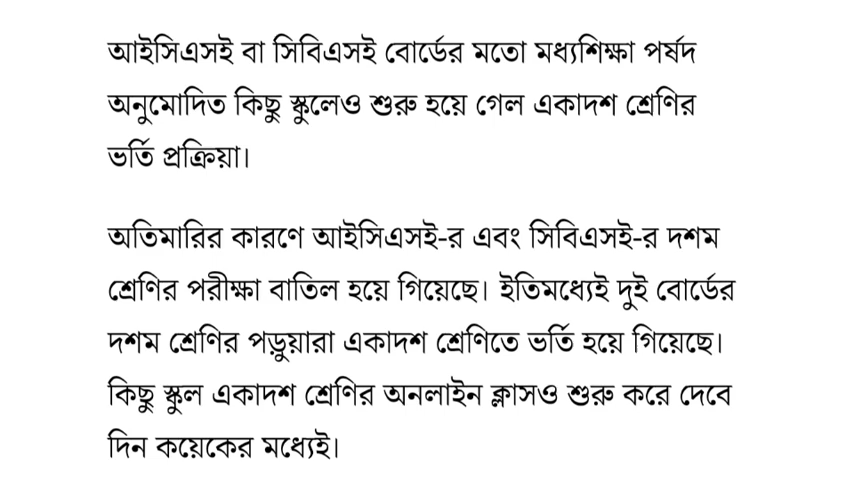 আইসিএসই বা সিবিএসই বোর্ডের মতো মধ্যশিক্ষা পর্ষদ
অনুমোদিত কিছু স্কুলেও শুরু হয়ে গেল একাদশ শ্রেণির
ভর্তি প্রক্রিয়া।
অতিমারির কারণে আইসিএসই-র এবং সিবিএসই-র দশম
শ্রেণির পরীক্ষা বাতিল হয়ে গিয়েছে। ইতিমধ্যেই দুই বোর্ডের
দশম শ্রেণির পড়ুয়ারা একাদশ শ্রেণিতে ভর্তি হয়ে গিয়েছে।
কিছু স্কুল একাদশ শ্রেণির অনলাইন ক্লাসও শুরু করে দেবে
দিন কয়েকের মধ্যেই।